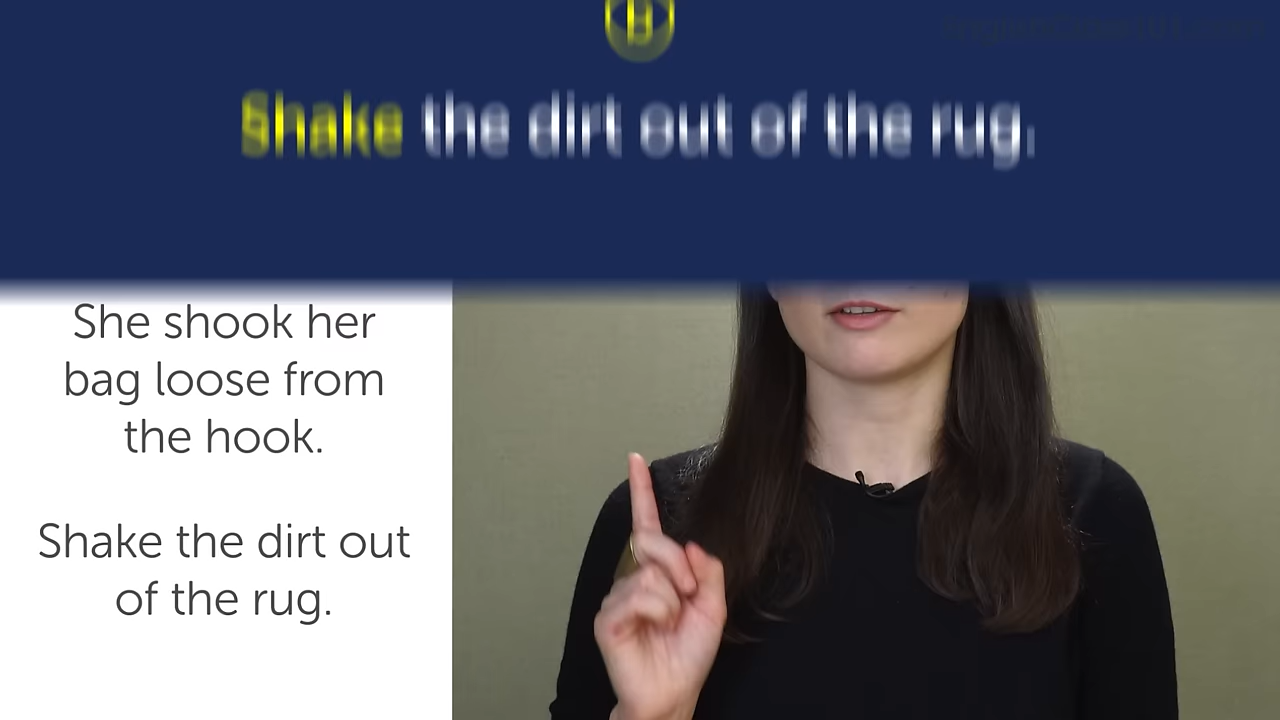 Shake the dirt out of the rug.
She shook her
bag loose from
the hook.
Shake the dirt out
of the rug.